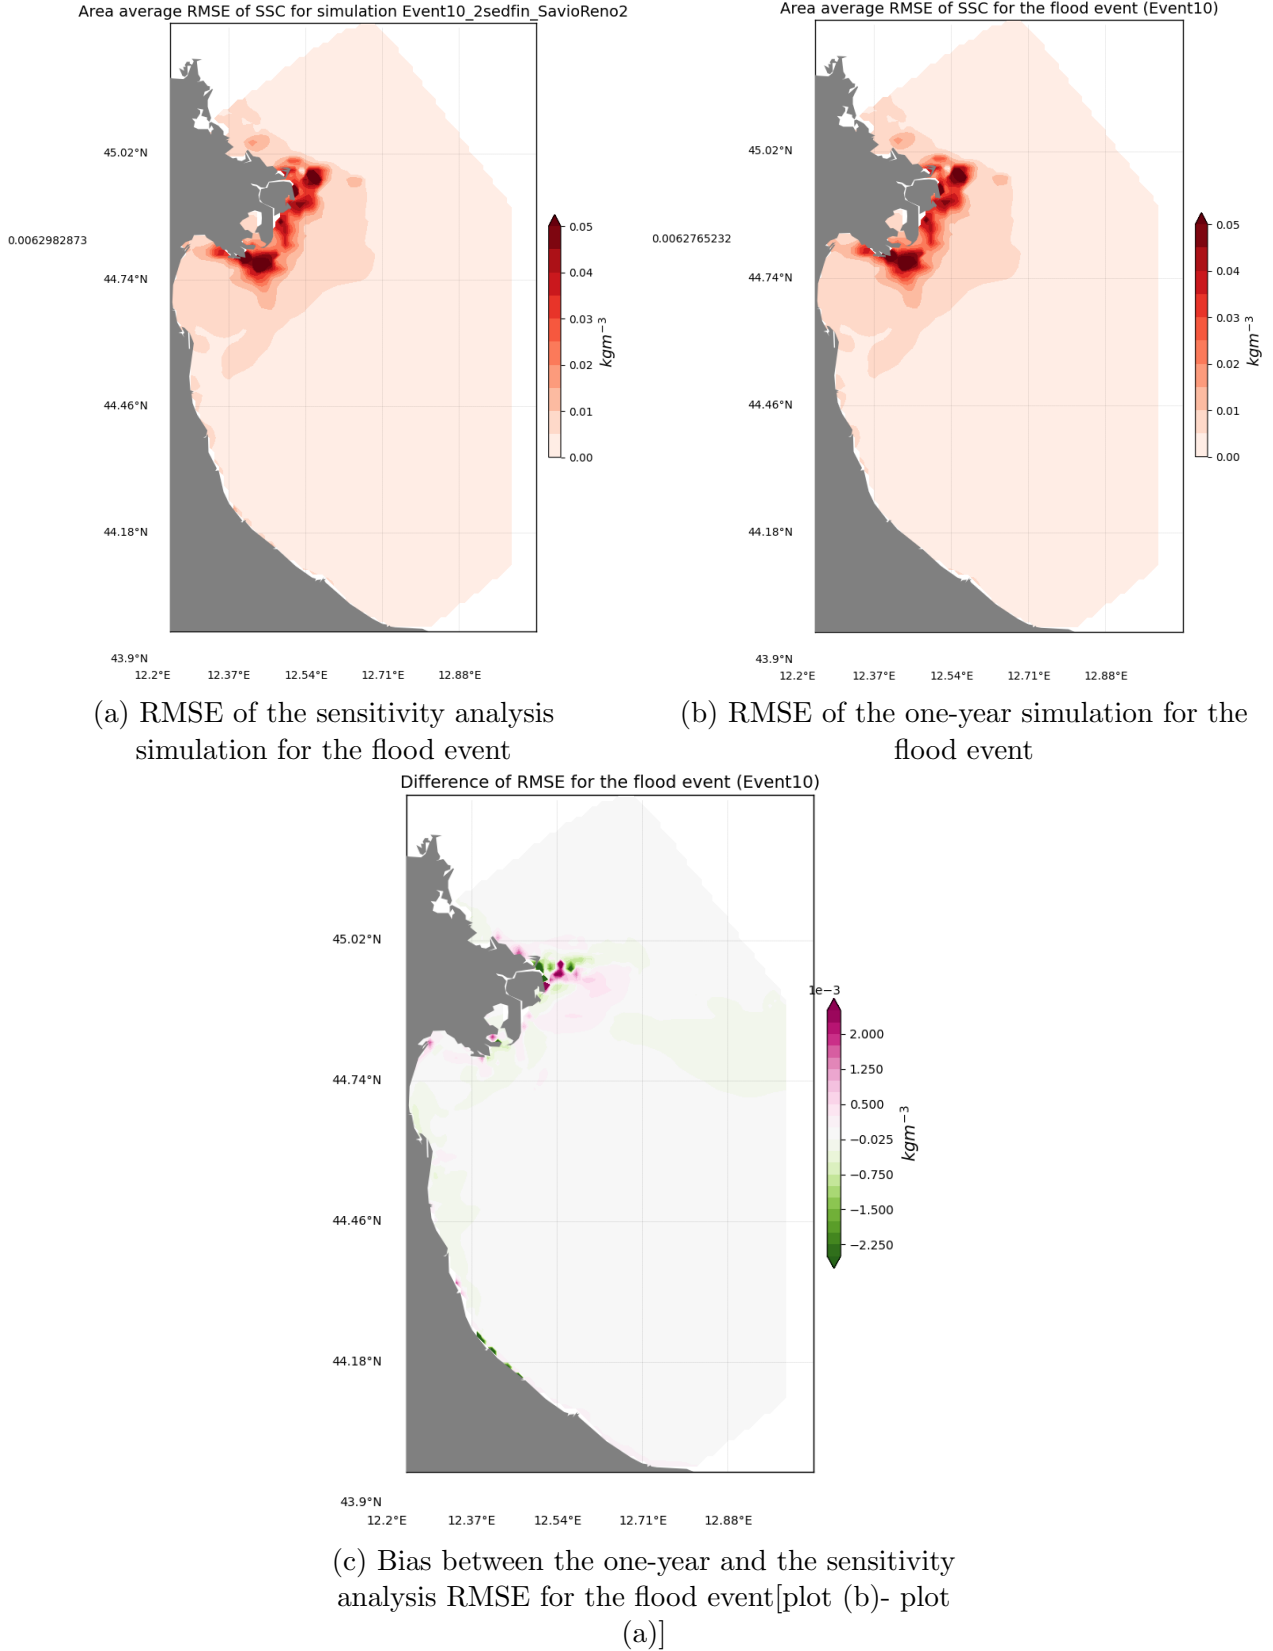 Area average RMSE of SSC for simulation Event10_2sedfin_SavioReno2
45.02°N
0.0062982873
44.74°N
44.46°N
44.18°N
43.9°N
12.2°E 12.37°E 12.54°E 12.71°E 12.88°E
0.05
0.04
0.03
0.02
0.01
0.00
kgm⁻³
(a) RMSE of the sensitivity analysis
simulation for the flood event
Area average RMSE of SSC for the flood event (Event10)
45.02°N
0.0062765232
44.74°N
44.46°N
44.18°N
43.9°N
12.2°E 12.37°E 12.54°E 12.71°E 12.88°E
0.05
0.04
0.03
0.02
0.01
0.00
kgm⁻³
(b) RMSE of the one-year simulation for the
flood event
Difference of RMSE for the flood event (Event10)
45.02°N
44.74°N
44.46°N
44.18°N
43.9°N
12.2°E 12.37°E 12.54°E 12.71°E 12.88°E
1e−3
2.000
1.250
0.500
−0.025
−0.750
−1.500
−2.250
kgm⁻³
(c) Bias between the one-year and the sensitivity
analysis RMSE for the flood event[plot (b)- plot
(a)]